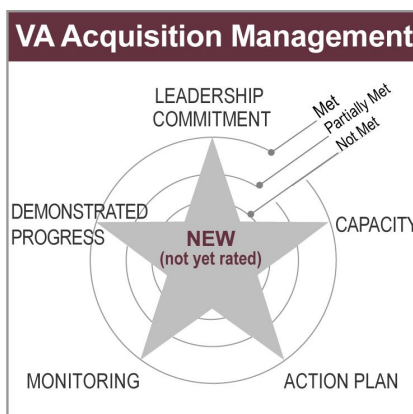 VA Acquisition Management
LEADERSHIP
COMMITMENT
Met
Partially Met
Not Met
DEMONSTRATED
PROGRESS
NEW
(not yet rated)
CAPACITY
MONITORING
ACTION PLAN